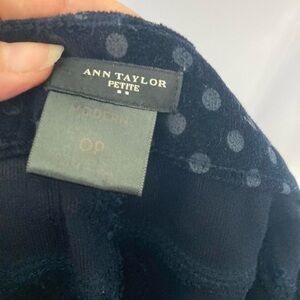 ANN TAYLOR
PETITE
MODERN
0P